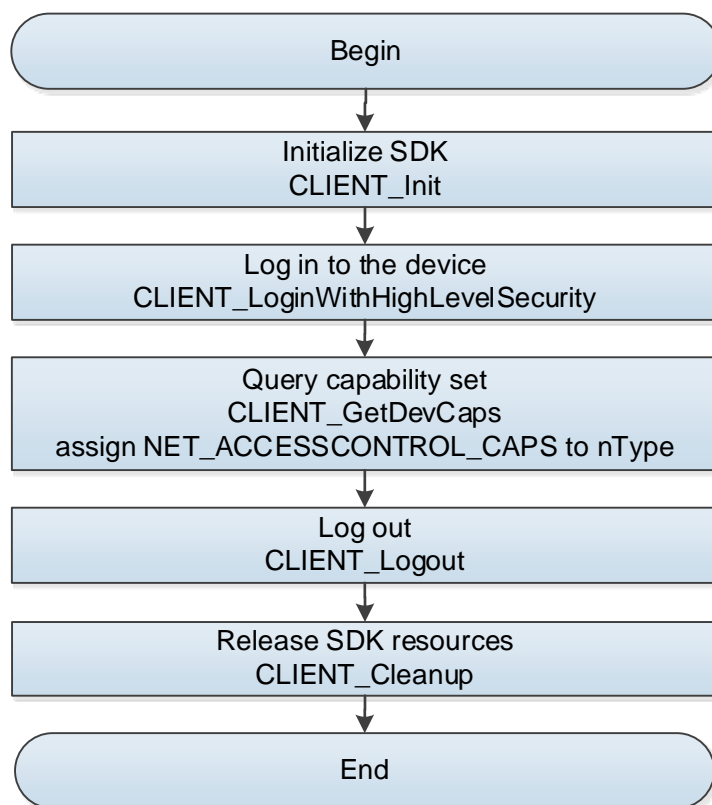 Begin
Initialize SDK
CLIENT_Init
Log in to the device
CLIENT_LoginWithHighLevelSecurity
Query capability set
CLIENT_GetDevCaps
assign NET_ACCESSCONTROL_CAPS to nType
Log out
CLIENT_Logout
Release SDK resources
CLIENT_Cleanup
End